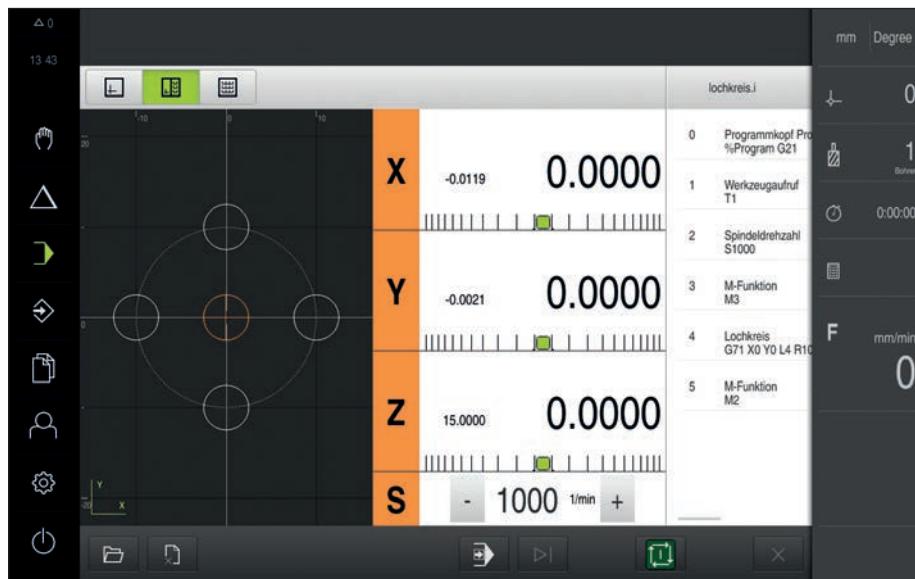 0
13 43
mm Degree
lochkreis.i
-10 0 10
20
0
-20
Y
X
X -0.0119 0.0000
Y -0.0021 0.0000
Z 15.0000 0.0000
S - 1000 1/min +
0 Programmkopf Pro
%Program G21
1 Werkzeugaufruf
T1
2 Spindeldrehzahl
S1000
3 M-Funktion
M3
4 Lochkreis
G71 X0 Y0 L4 R10
5 M-Funktion
M2
0
1
Bohrer
0:00:00
F mm/min
0